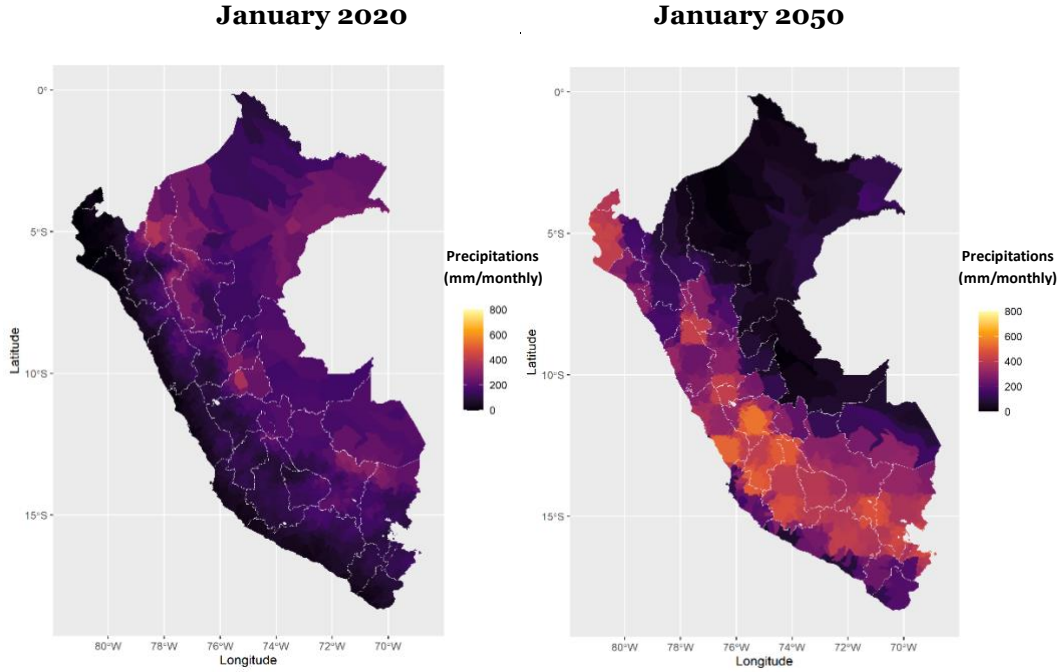 January 2020
January 2050
0°
5°S
10°S
15°S
Latitude
80°W 78°W 76°W 74°W 72°W 70°W
Longitude
Precipitations
(mm/monthly)
800
600
400
200
0
0°
5°S
10°S
15°S
Latitude
80°W 78°W 76°W 74°W 72°W 70°W
Longitude
Precipitations
(mm/monthly)
800
600
400
200
0